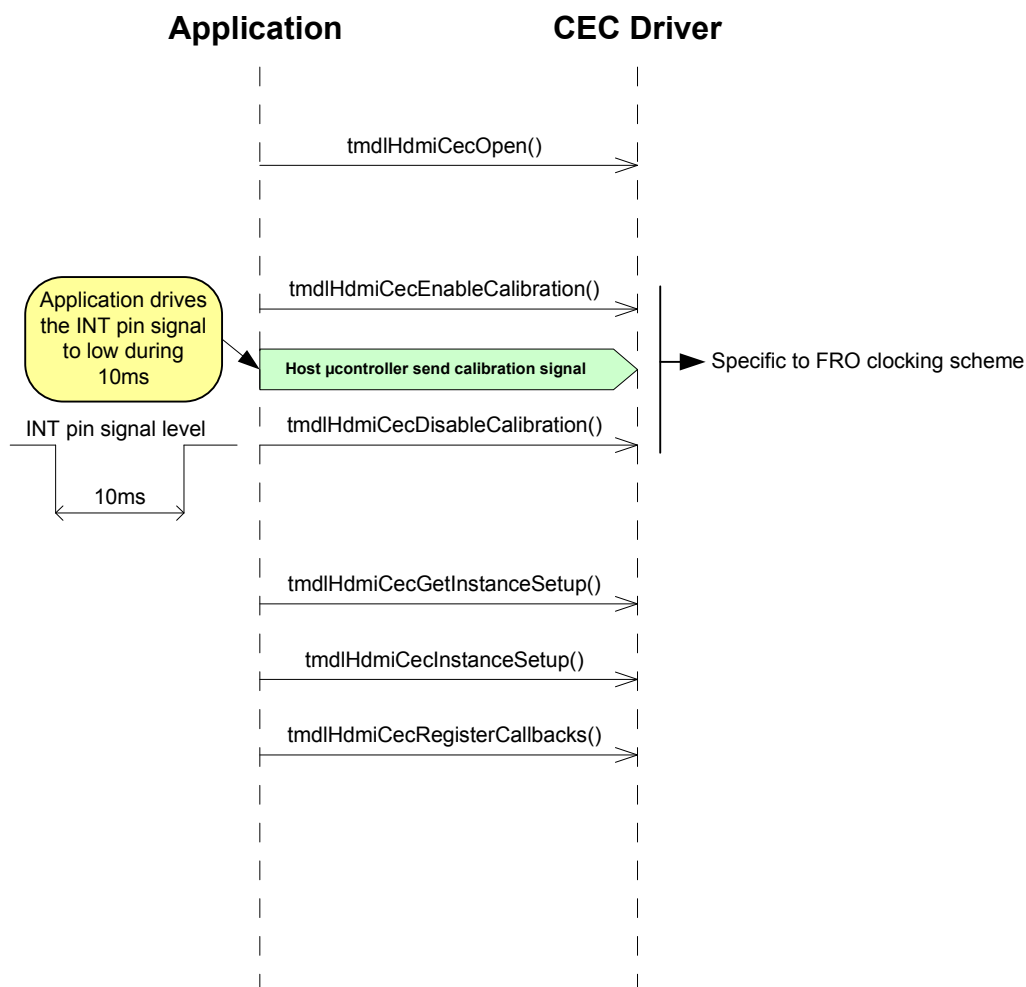 Application
CEC Driver
tmdlHdmiCecOpen()
tmdlHdmiCecEnableCalibration()
Application drives
the INT pin signal
to low during
10ms
Host µcontroller send calibration signal
Specific to FRO clocking scheme
tmdlHdmiCecDisableCalibration()
INT pin signal level
10ms
tmdlHdmiCecGetInstanceSetup()
tmdlHdmiCecInstanceSetup()
tmdlHdmiCecRegisterCallbacks()